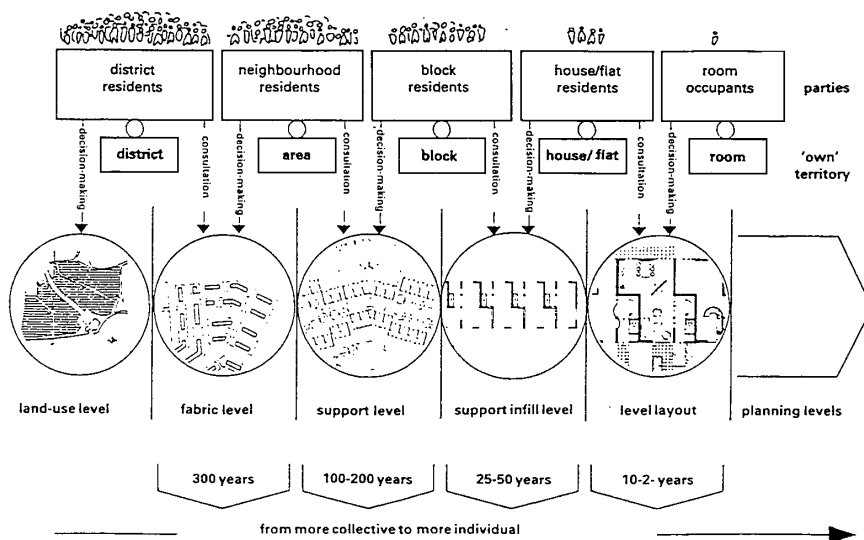 district
residents
neighbourhood
residents
block
residents
house/flat
residents
room
occupants
parties
district
area
block
house/ flat
room
'own'
territory
decision-making
consultation
decision-making
consultation
decision-making
consultation
decision-making
consultation
decision-making
land-use level
fabric level
support level
support infill level
level layout
planning levels
300 years
100-200 years
25-50 years
10-2- years
from more collective to more individual